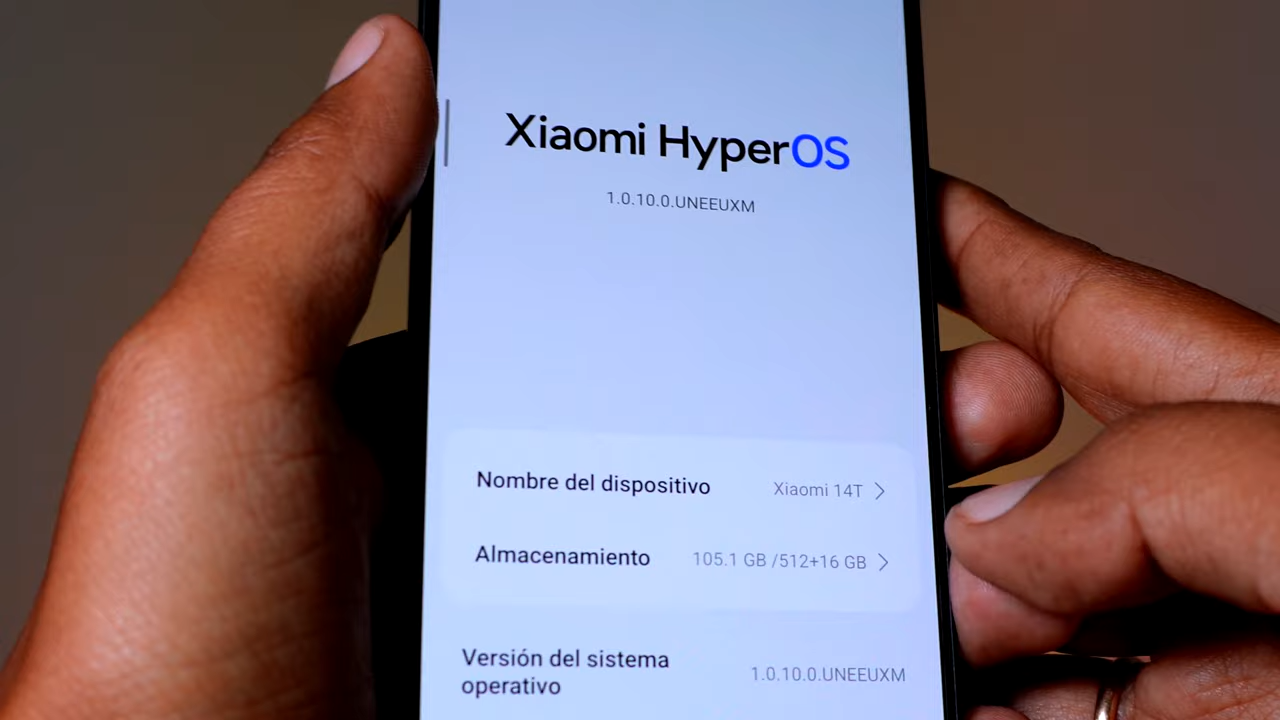 Xiaomi HyperOS
1.0.10.0.UNEEUXM
Nombre del dispositivo Xiaomi 14T
Almacenamiento 105.1 GB /512+16 GB
Versión del sistema
operativo 1.0.10.0.UNEEUXM